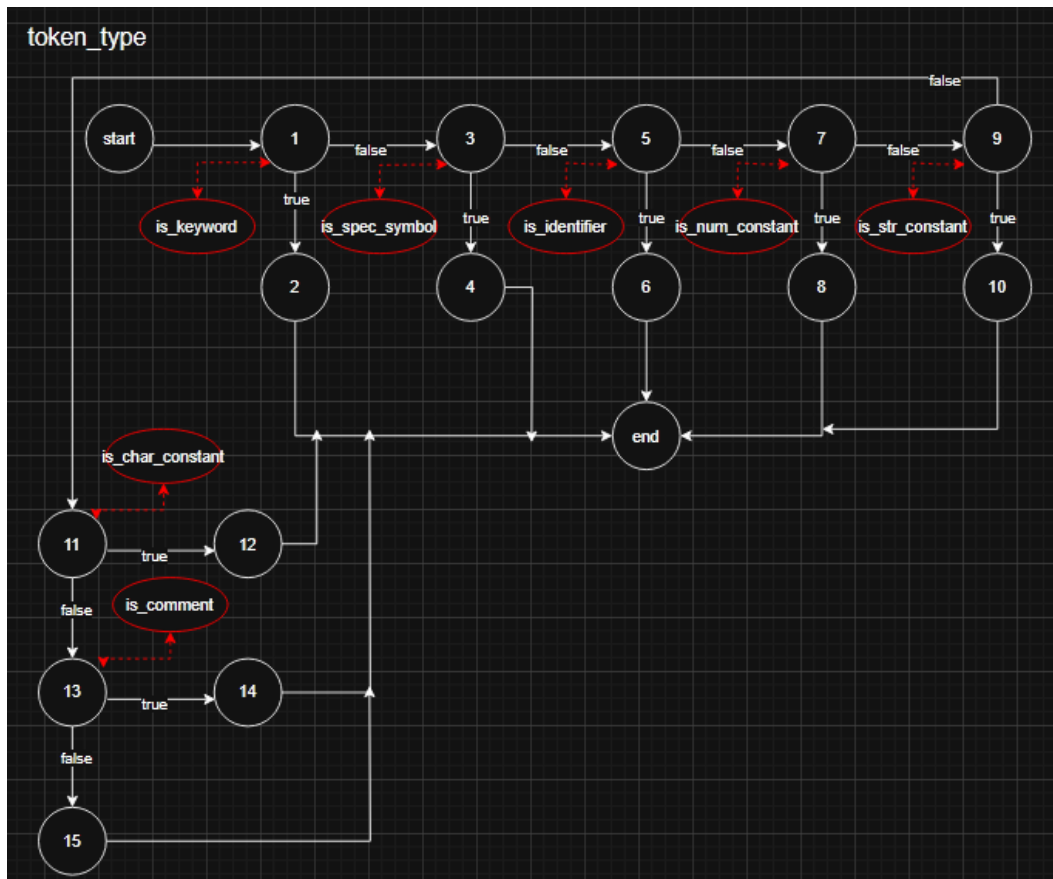 token_type
false
start
1
false
3
false
5
false
7
false
9
is_keyword
true
is_spec_symbol
true
is_identifier
true
is_num_constant
true
is_str_constant
true
2
4
6
8
10
end
is_char_constant
11
true
12
false
is_comment
13
true
14
false
15